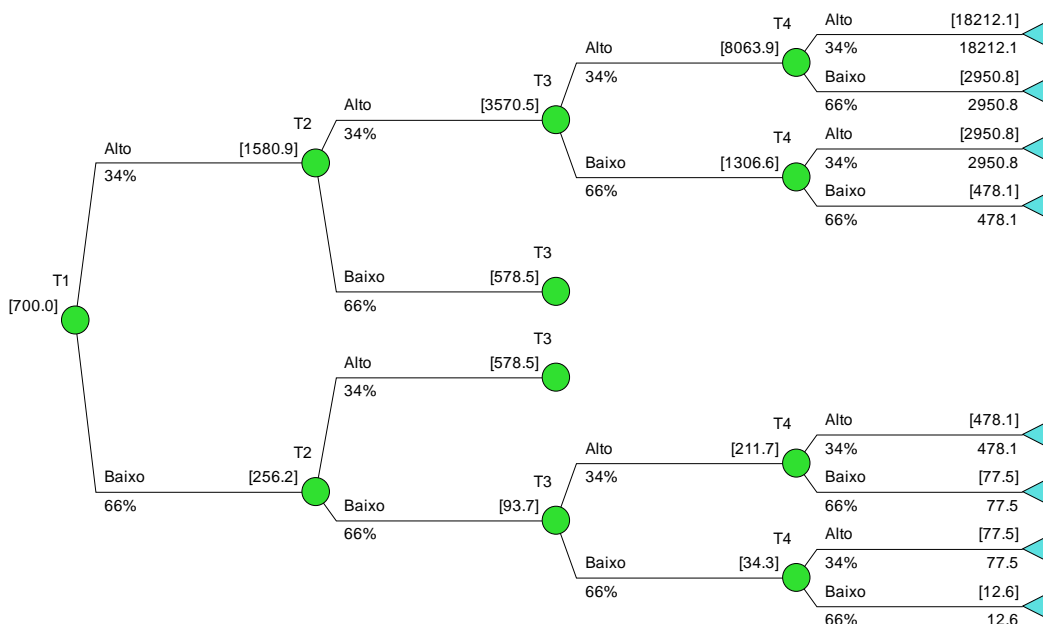 T4 Alto [18212.1]
Alto [8063.9] 34% 18212.1
34% Baixo [2950.8]
T3 66% 2950.8
Alto [3570.5] T4 Alto [2950.8]
T2 34% 34% 2950.8
Alto [1580.9] Baixo [1306.6] Baixo [478.1]
34% 66% 66% 478.1
T3
Baixo [578.5]
T1 66%
[700.0]
T3
Alto [578.5]
34%
T4 Alto [478.1]
T2 Alto [211.7] 34% 478.1
Baixo [256.2] T3 34% Baixo [77.5]
66% Baixo [93.7] 66% 77.5
66% T4 Alto [77.5]
Baixo [34.3] 34% 77.5
66% Baixo [12.6]
66% 12.6